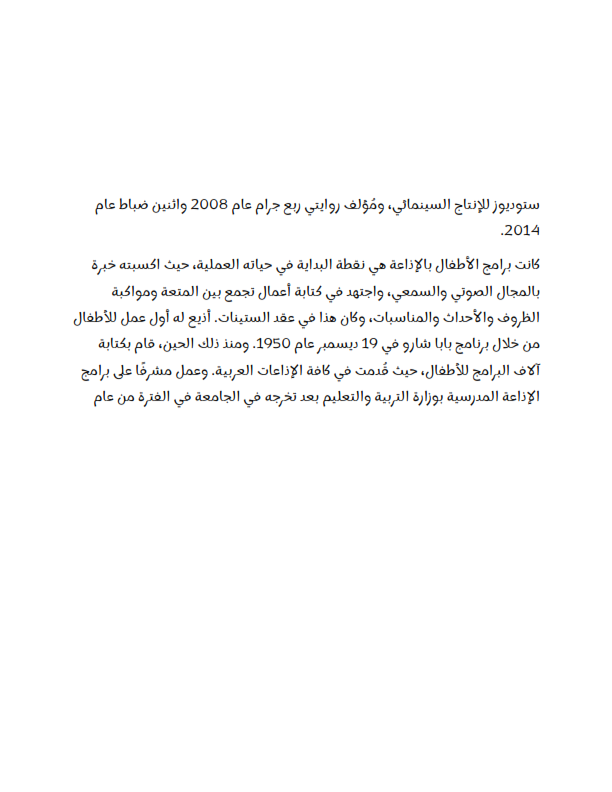 ستوديوز للإنتاج السينمائي، ومُؤلف روايتي ربع جرام عام 2008 واثنين ضباط عام
2014.
كانت برامج الأطفال بالإذاعة هي نقطة البداية في حياته العملية، حيث اكسبته خبرة
بالمجال الصوتي والسمعي، واجتهد في كتابة أعمال تجمع بين المتعة ومواكبة
الظروف والأحداث والمناسبات، وكان هذا في عقد الستينات. أذيع له أول عمل للأطفال
من خلال برنامج بابا شارو في 19 ديسمبر عام 1950. ومنذ ذلك الحين، قام بكتابة
آلاف البرامج للأطفال، حيث قُدمت في كافة الإذاعات العربية. وعمل مشرفًا على برامج
الإذاعة المدرسية بوزارة التربية والتعليم بعد تخرجه في الجامعة في الفترة من عام